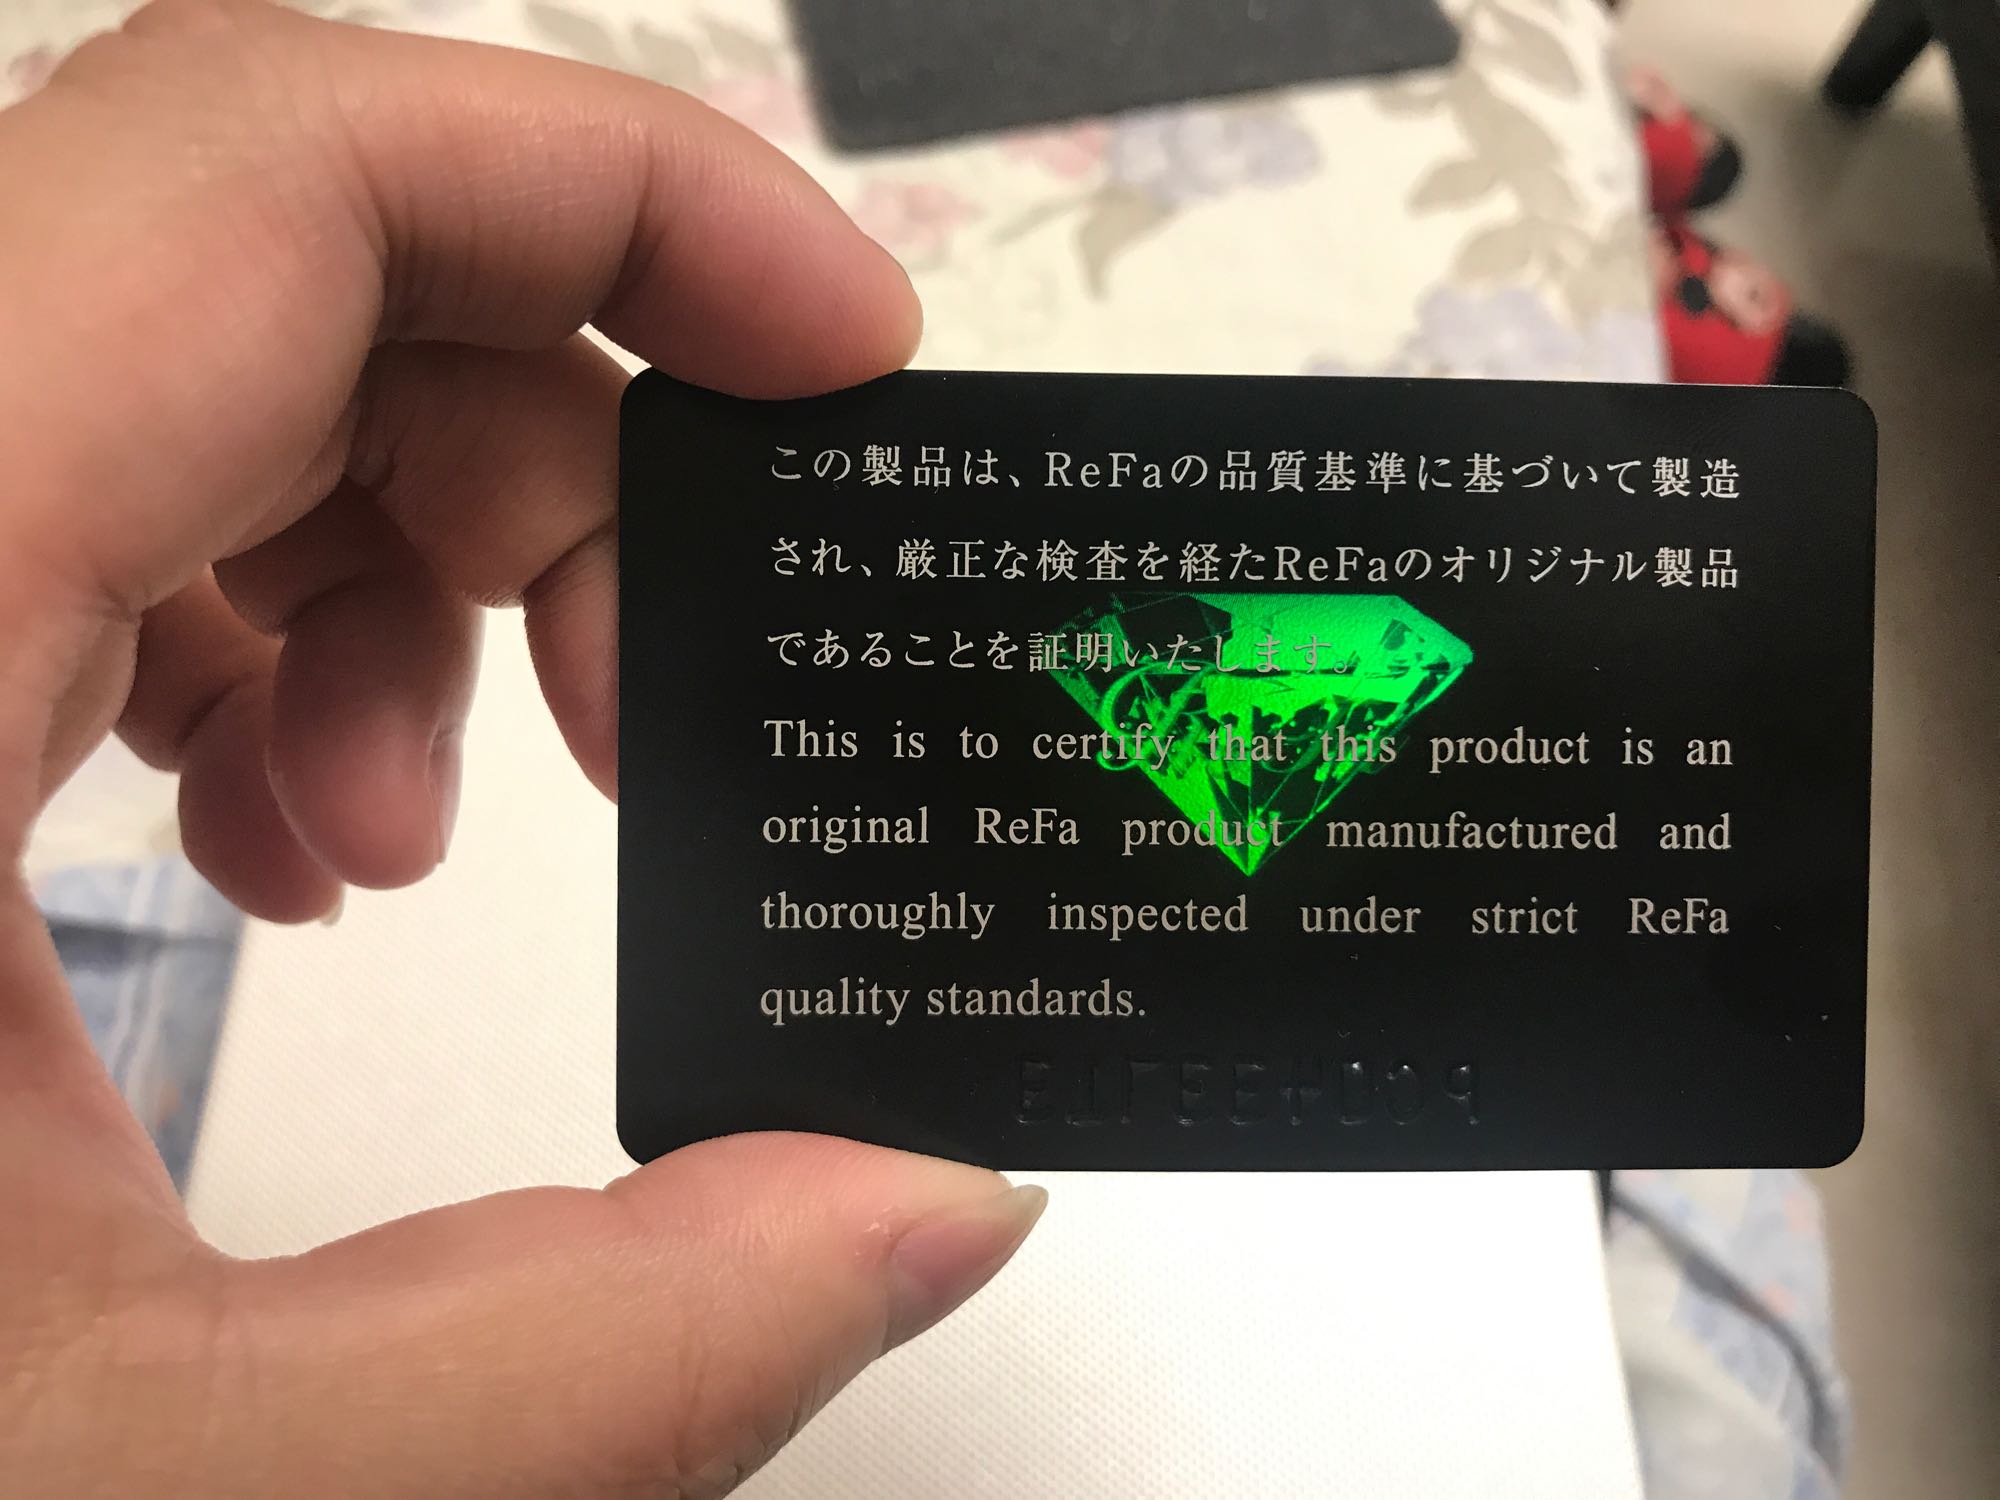 この製品は、ReFaの品質基準に基づいて製造
され、厳正な検査を経たReFaのオリジナル製品
であることを証明いたします。
This is to certify that this product is an
original ReFa product manufactured and
thoroughly inspected under strict ReFa
quality standards.